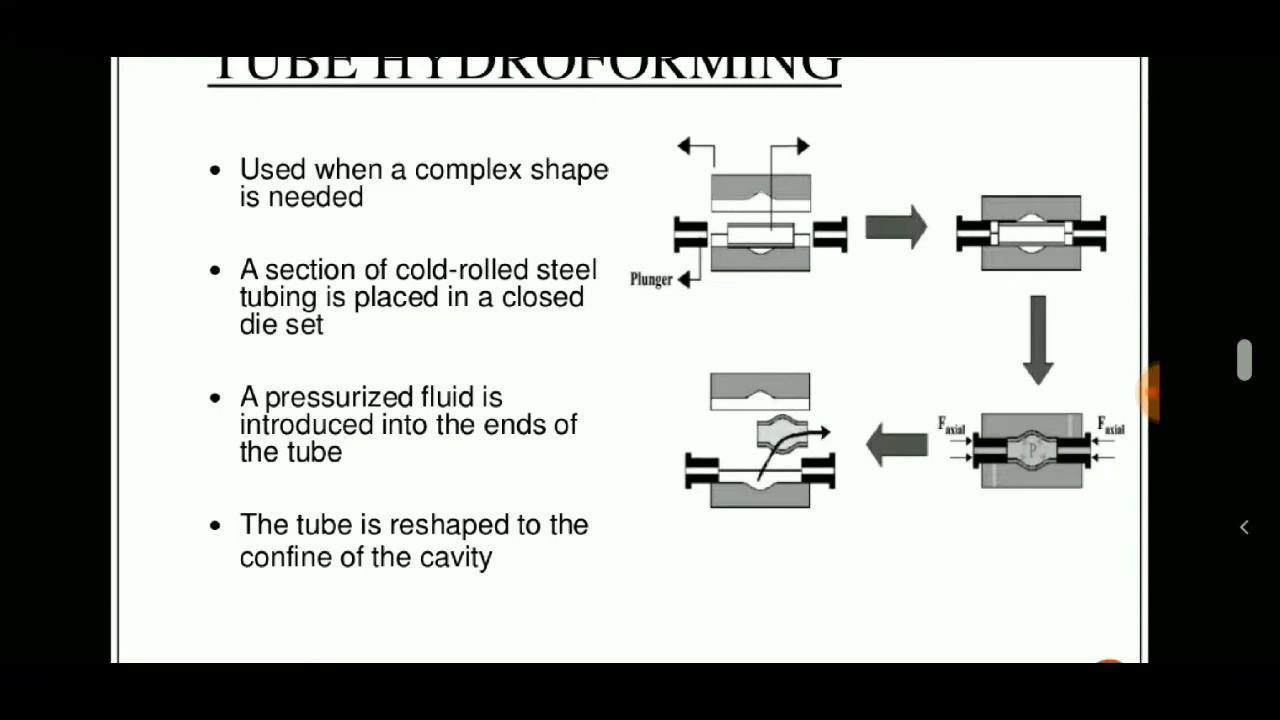 TUBE HYDROFORMING
• Used when a complex shape
is needed
• A section of cold-rolled steel
tubing is placed in a closed
die set
• A pressurized fluid is
introduced into the ends of
the tube
• The tube is reshaped to the
confine of the cavity
Plunger
Faxial
Faxial
P